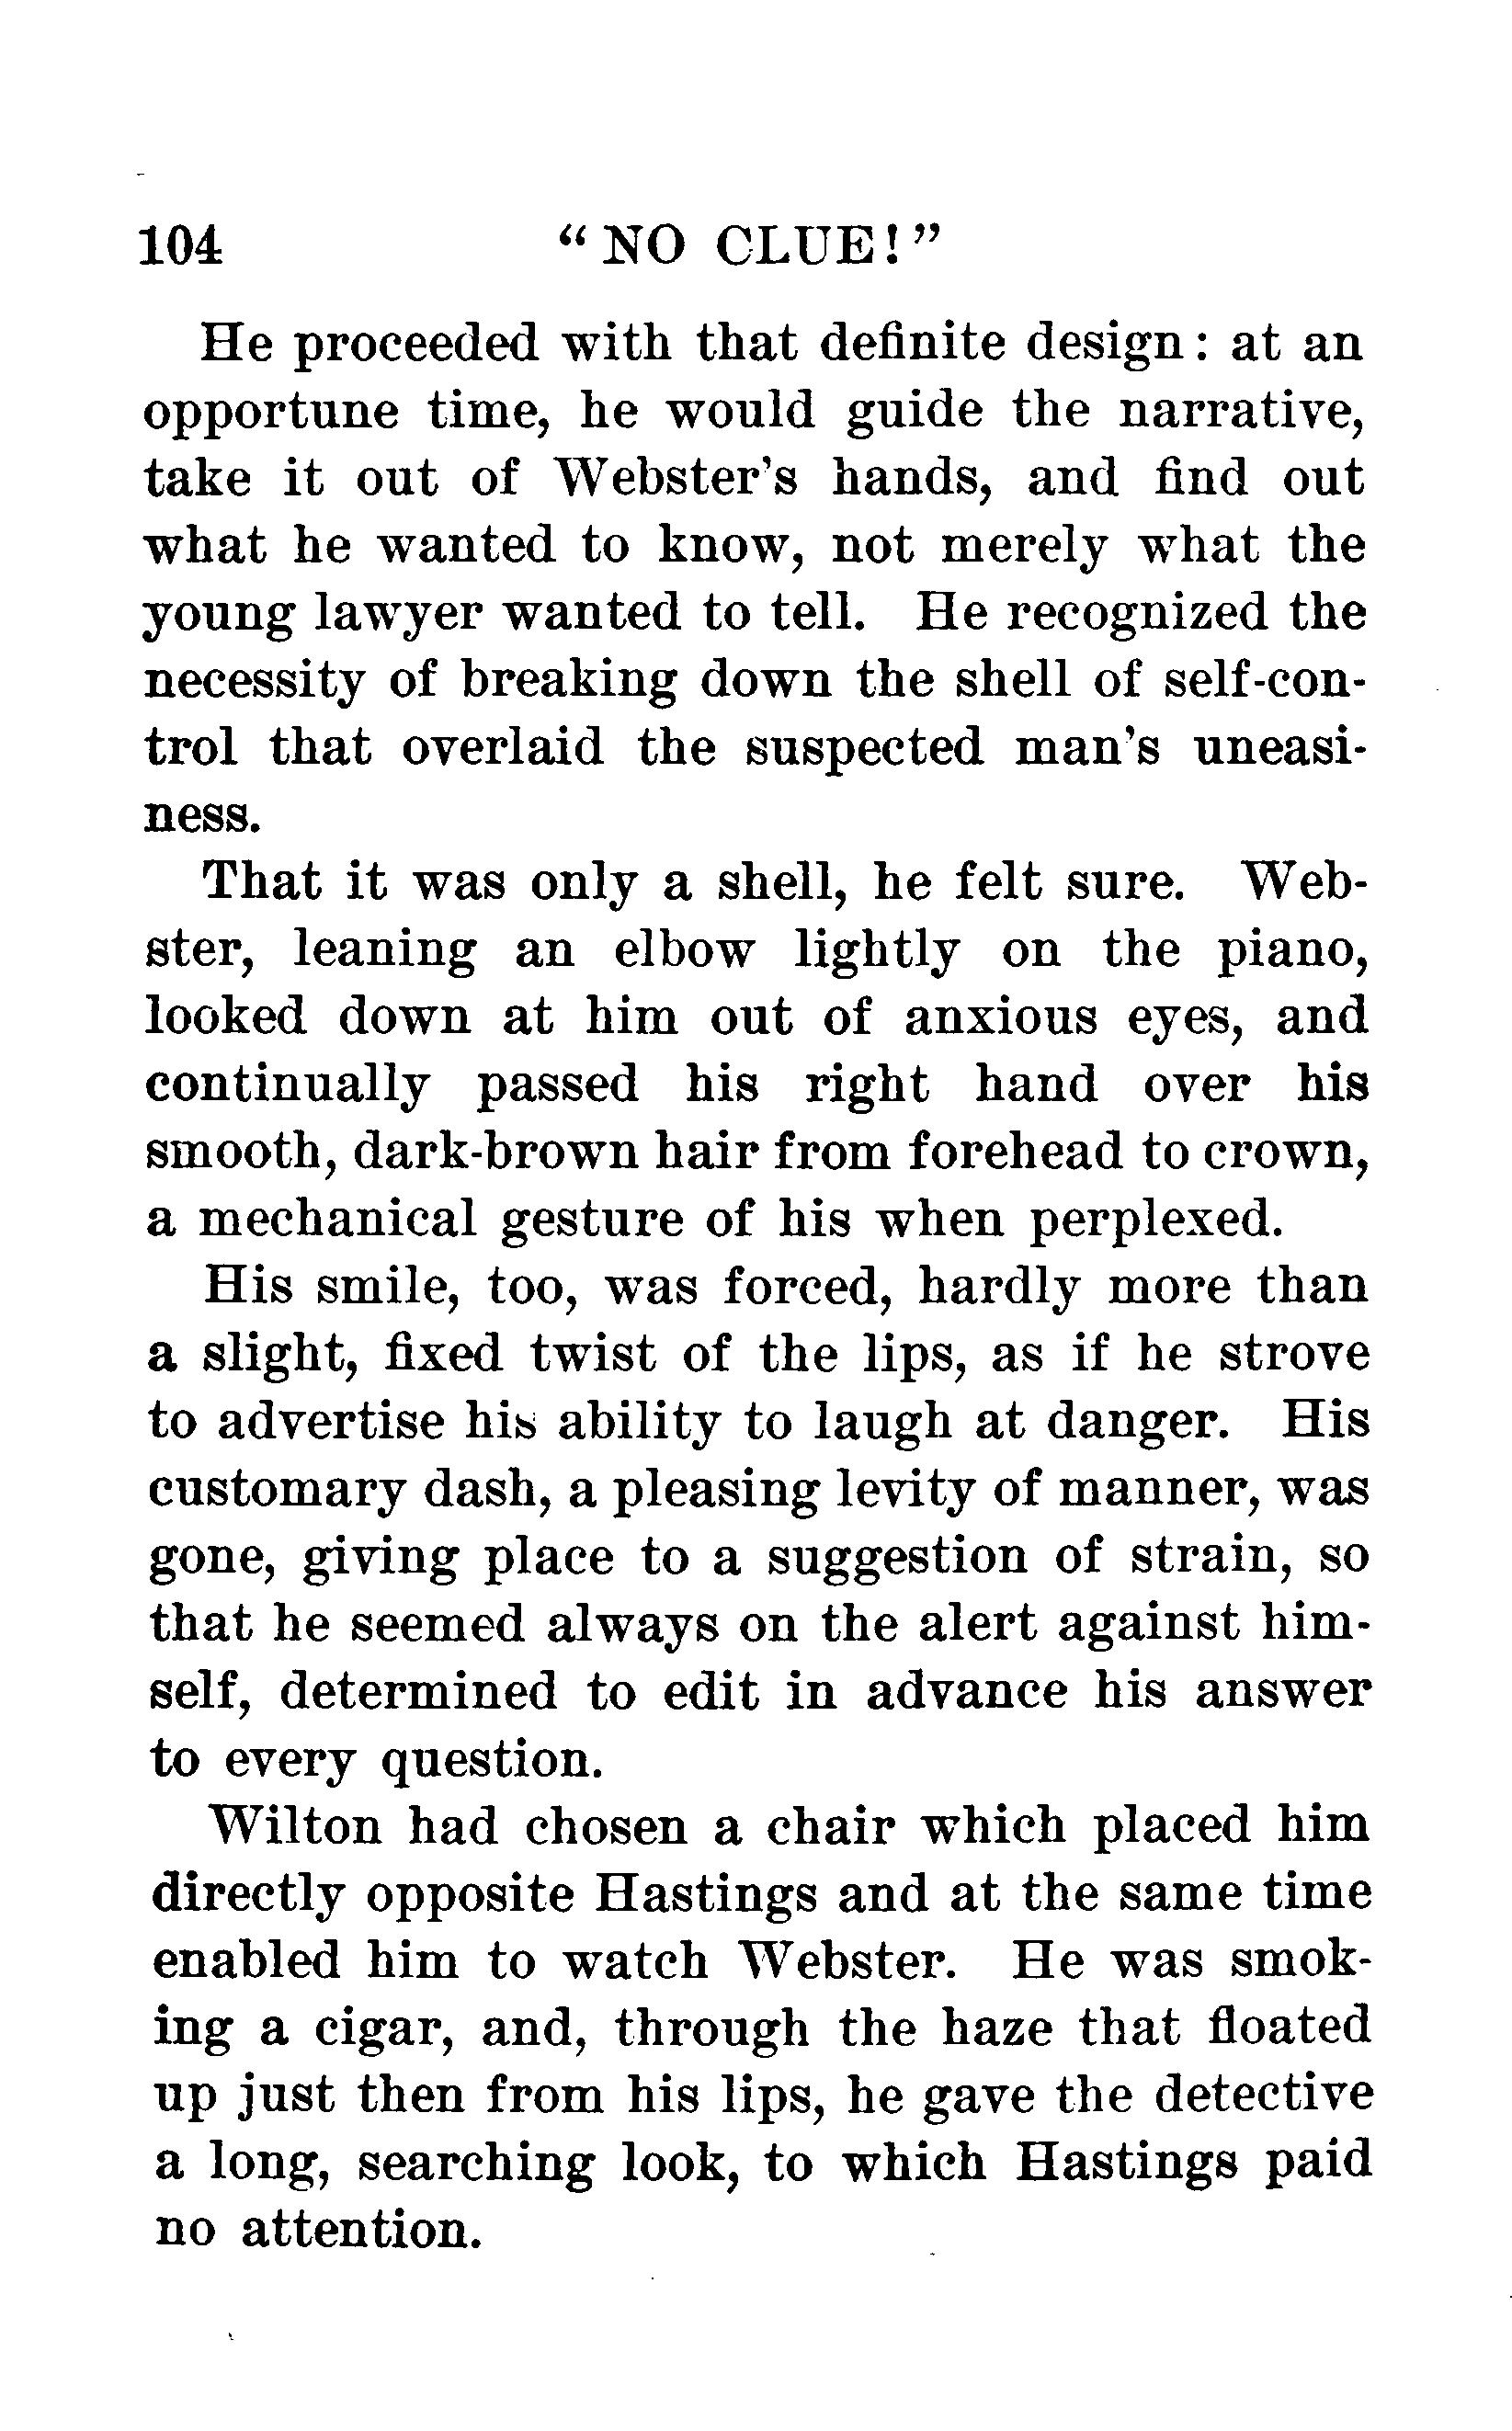 104 "NO CLUE!"
He proceeded with that definite design: at an
opportune time, he would guide the narrative,
take it out of Webster's hands, and find out
what he wanted to know, not merely what the
young lawyer wanted to tell. He recognized the
necessity of breaking down the shell of self-con-
trol that overlaid the suspected man's uneasi-
ness.
That it was only a shell, he felt sure. Web-
ster, leaning an elbow lightly on the piano,
looked down at him out of anxious eyes, and
continually passed his right hand over his
smooth, dark-brown hair from forehead to crown,
a mechanical gesture of his when perplexed.
His smile, too, was forced, hardly more than
a slight, fixed twist of the lips, as if he strove
to advertise his ability to laugh at danger. His
customary dash, a pleasing levity of manner, was
gone, giving place to a suggestion of strain, so
that he seemed always on the alert against him-
self, determined to edit in advance his answer
to every question.
Wilton had chosen a chair which placed him
directly opposite Hastings and at the same time
enabled him to watch Webster. He was smok-
ing a cigar, and, through the haze that floated
up just then from his lips, he gave the detective
a long, searching look, to which Hastings paid
no attention.